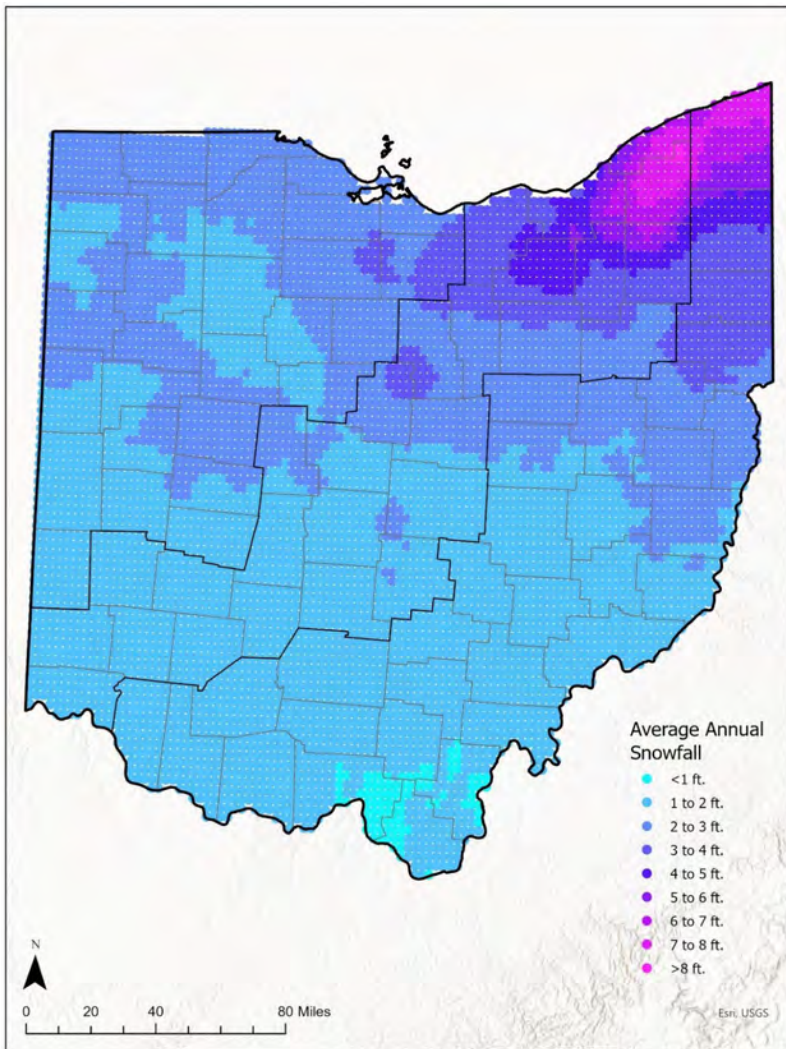 Average Annual
Snowfall
<1 ft.
1 to 2 ft.
2 to 3 ft.
3 to 4 ft.
4 to 5 ft.
5 to 6 ft.
6 to 7 ft.
7 to 8 ft.
>8 ft.
N
0 20 40 80 Miles
Esri, USGS